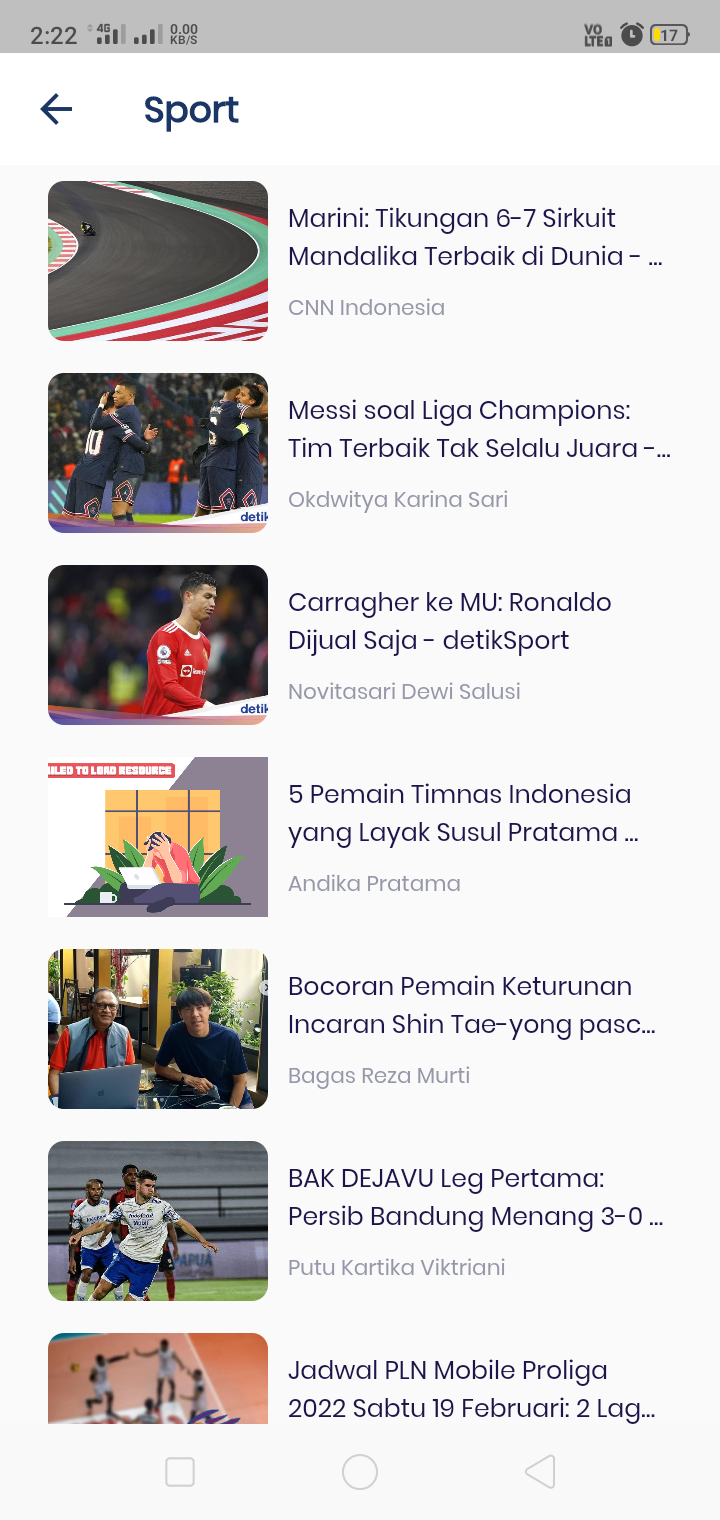 2:22 4G 0.00 KB/S VO LTE1 17
Sport
Marini: Tikungan 6-7 Sirkuit
Mandalika Terbaik di Dunia - ...
CNN Indonesia
10
detik
Messi soal Liga Champions:
Tim Terbaik Tak Selalu Juara -...
Okdwitya Karina Sari
detik
Carragher ke MU: Ronaldo
Dijual Saja - detikSport
Novitasari Dewi Salusi
ILED TO LOAD RESOURCE
5 Pemain Timnas Indonesia
yang Layak Susul Pratama ...
Andika Pratama
Bocoran Pemain Keturunan
Incaran Shin Tae-yong pasc...
Bagas Reza Murti
indofood
PAPUA
BAK DEJAVU Leg Pertama:
Persib Bandung Menang 3-0 ...
Putu Kartika Viktriani
Jadwal PLN Mobile Proliga
2022 Sabtu 19 Februari: 2 Lag...